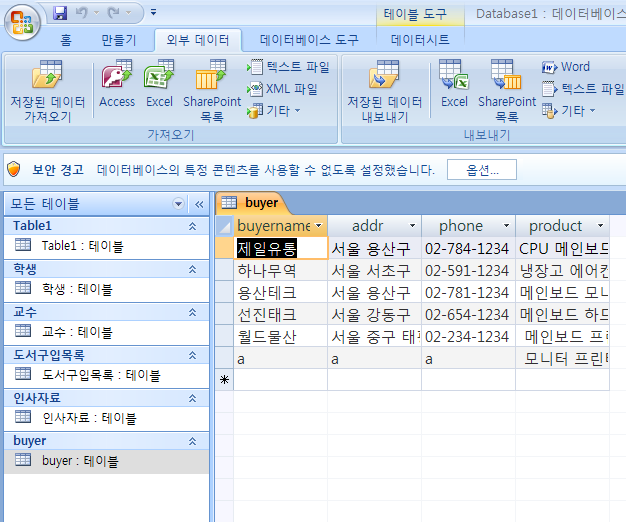 테이블 도구
Database1 : 데이터베이스
홈 만들기 외부 데이터 데이터베이스 도구 데이터시트
저장된 데이터 가져오기
Access
Excel
SharePoint 목록
텍스트 파일
XML 파일
기타
가져오기
저장된 데이터 내보내기
Excel
SharePoint 목록
Word
텍스트 파일
기타
내보내기
보안 경고 데이터베이스의 특정 콘텐츠를 사용할 수 없도록 설정했습니다. 옵션...
모든 테이블
Table1
Table1 : 테이블
학생
학생 : 테이블
교수
교수 : 테이블
도서구입목록
도서구입목록 : 테이블
인사자료
인사자료 : 테이블
buyer
buyer : 테이블
buyer
buyername addr phone product
제일유통 서울 용산구 02-784-1234 CPU 메인보드
하나무역 서울 서초구 02-591-1234 냉장고 에어컨
용산테크 서울 용산구 02-781-1234 메인보드 모니
선진태크 서울 강동구 02-654-1234 메인보드 하드
월드물산 서울 중구 태평 02-234-1234 메인보드 프린
a a a 모니터 프린터